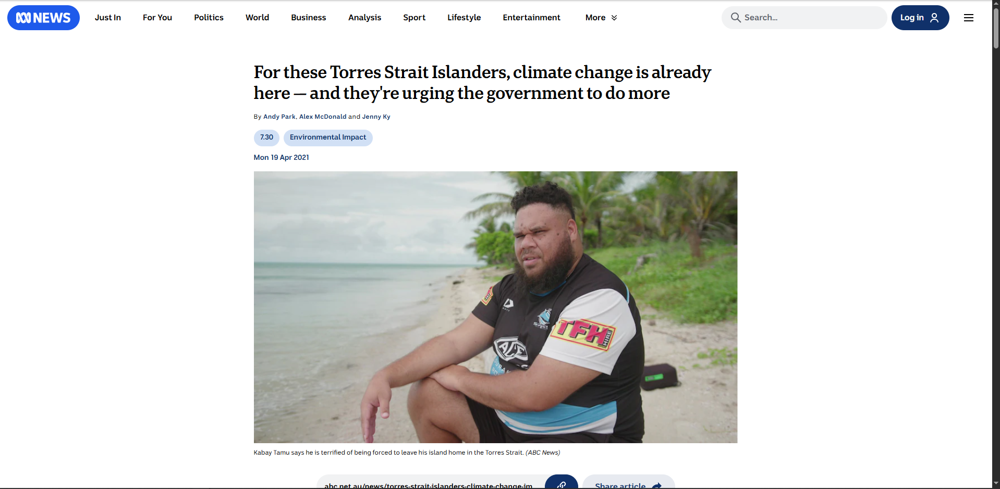 NEWS
Just In
For You
Politics
World
Business
Analysis
Sport
Lifestyle
Entertainment
More
Search...
Log in
For these Torres Strait Islanders, climate change is already
here — and they're urging the government to do more
By Andy Park, Alex McDonald and Jenny Ky
7.30
Environmental Impact
Mon 19 Apr 2021
TFH
HIRE
ACE
Kabay Tamu says he is terrified of being forced to leave his island home in the Torres Strait. (ABC News)
abc.net.au/news/torres-strait-islanders-climate-change-im
Share article